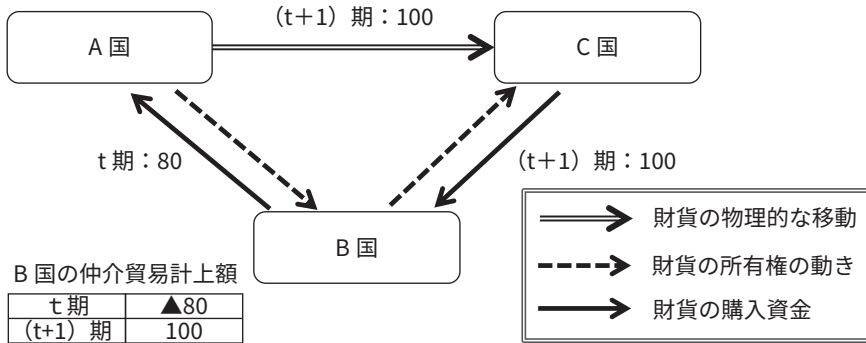 （t＋1）期：100
A 国
C 国
t 期：80
（t＋1）期：100
B 国
財貨の物理的な移動
財貨の所有権の動き
財貨の購入資金
B 国の仲介貿易計上額
ｔ期 ▲80
（t+1）期 100